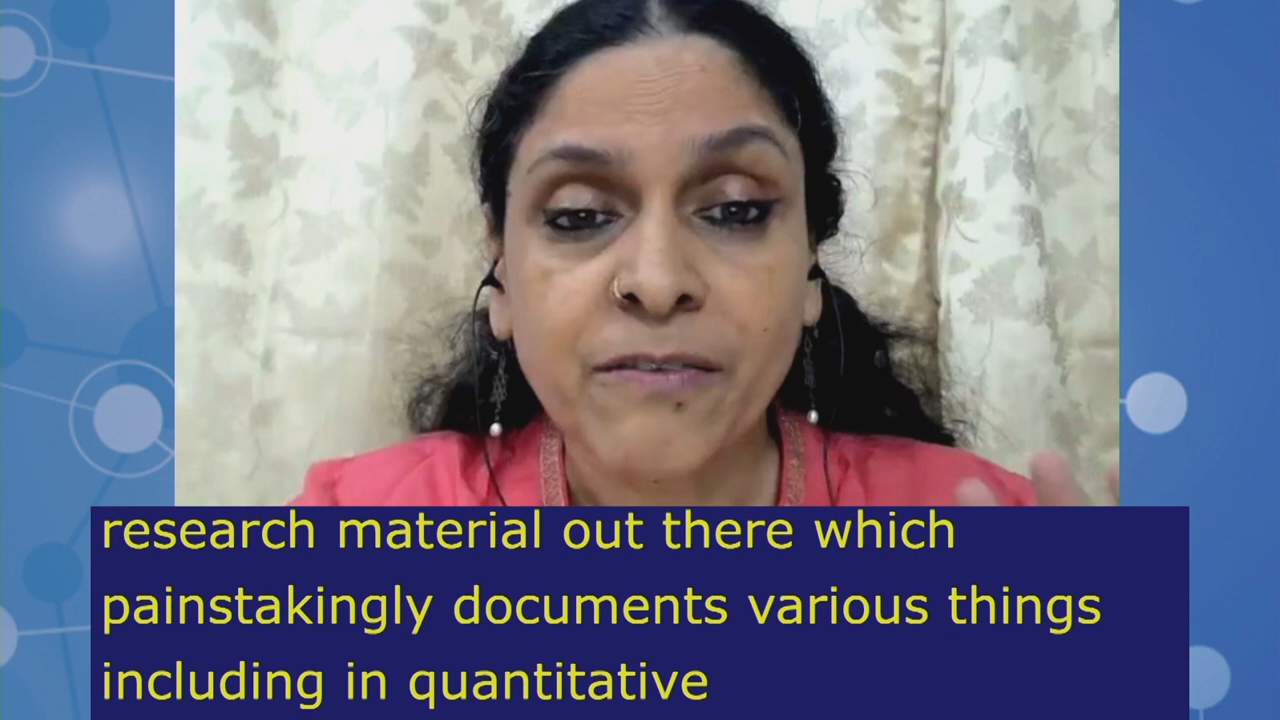 research material out there which
painstakingly documents various things
including in quantitative